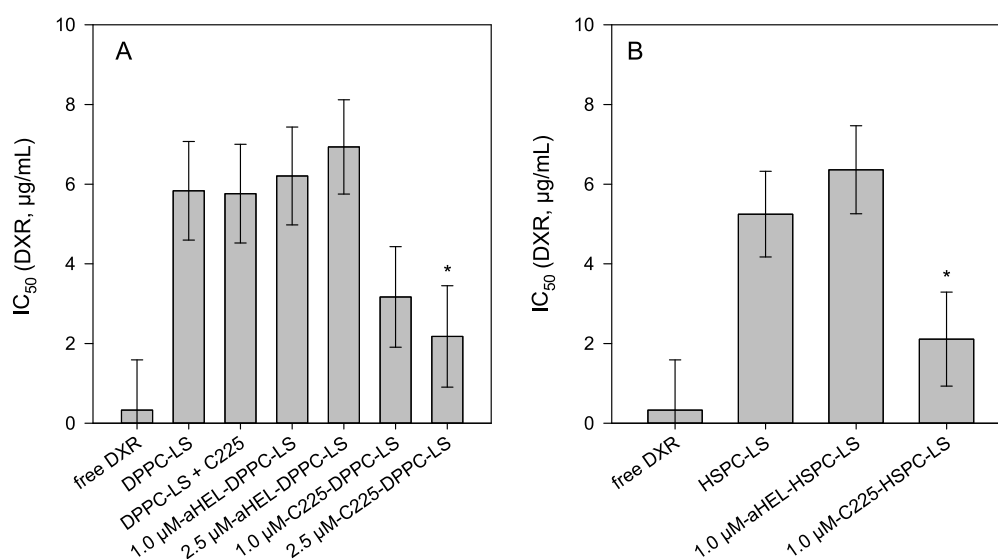 A
10
8
6
4
2
0
IC50 (DXR, µg/mL)
*
free DXR
DPPC-LS
DPPC-LS + C225
1.0 µM-aHEL-DPPC-LS
2.5 µM-aHEL-DPPC-LS
1.0 µM-C225-DPPC-LS
2.5 µM-C225-DPPC-LS
B
10
8
6
4
2
0
IC50 (DXR, µg/mL)
*
free DXR
HSPC-LS
1.0 µM-aHEL-HSPC-LS
1.0 µM-C225-HSPC-LS